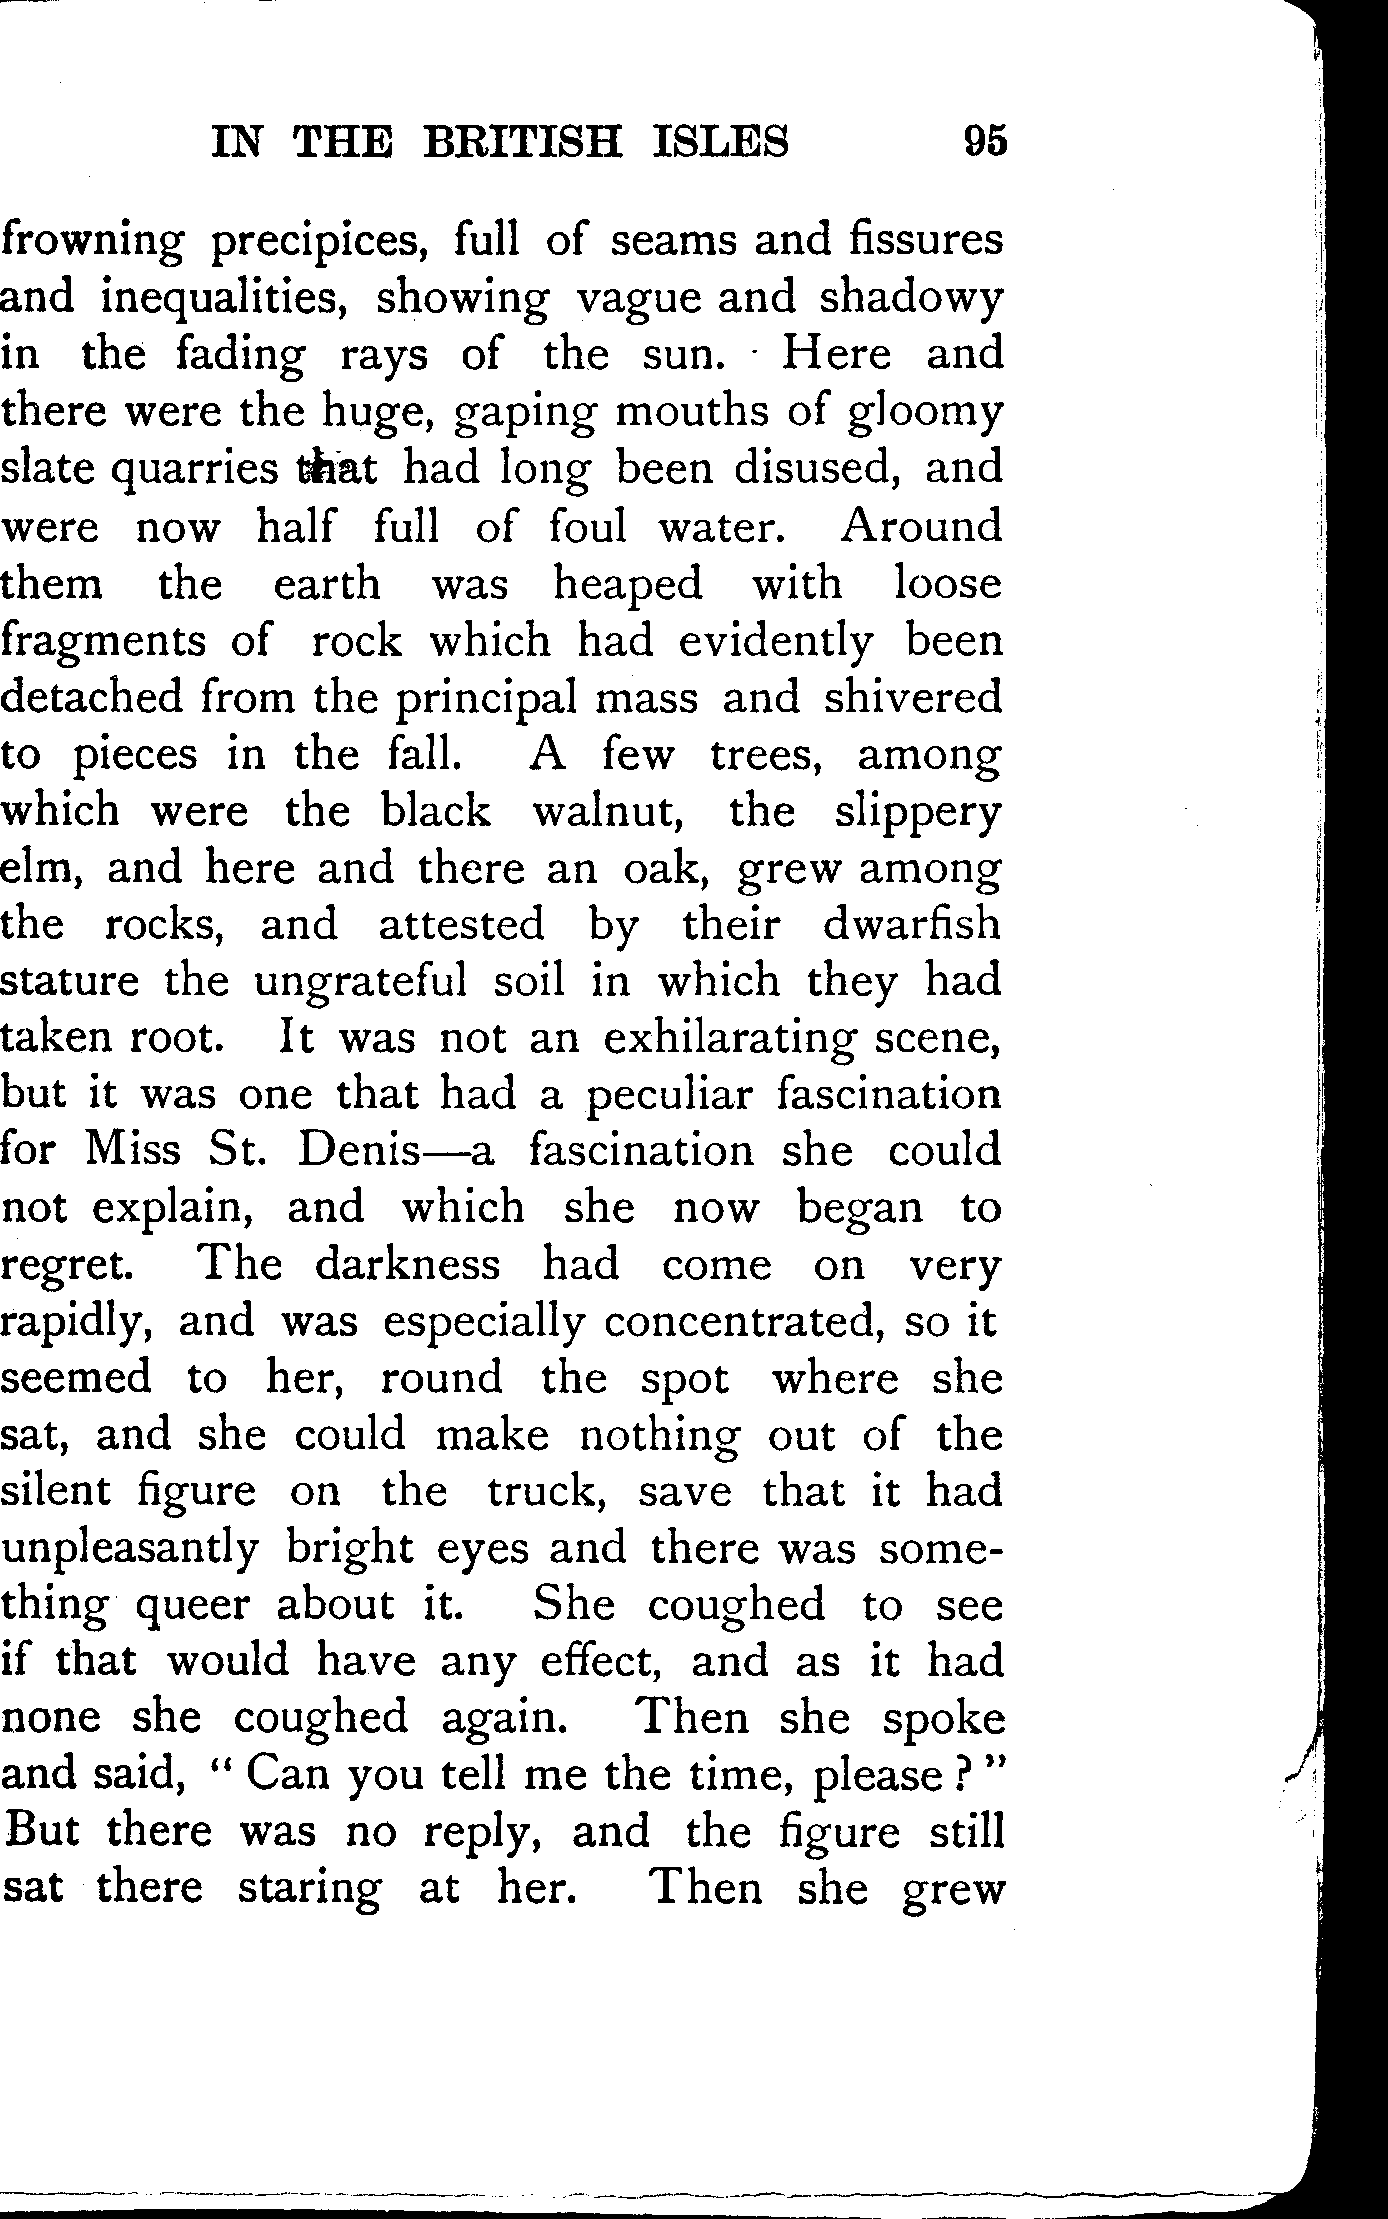 IN THE BRITISH ISLES 95
frowning precipices, full of seams and fissures
and inequalities, showing vague and shadowy
in the fading rays of the sun. Here and
there were the huge, gaping mouths of gloomy
slate quarries that had long been disused, and
were now half full of foul water. Around
them the earth was heaped with loose
fragments of rock which had evidently been
detached from the principal mass and shivered
to pieces in the fall. A few trees, among
which were the black walnut, the slippery
elm, and here and there an oak, grew among
the rocks, and attested by their dwarfish
stature the ungrateful soil in which they had
taken root. It was not an exhilarating scene,
but it was one that had a peculiar fascination
for Miss St. Denis—a fascination she could
not explain, and which she now began to
regret. The darkness had come on very
rapidly, and was especially concentrated, so it
seemed to her, round the spot where she
sat, and she could make nothing out of the
silent figure on the truck, save that it had
unpleasantly bright eyes and there was some-
thing queer about it. She coughed to see
if that would have any effect, and as it had
none she coughed again. Then she spoke
and said, “ Can you tell me the time, please ? ”
But there was no reply, and the figure still
sat there staring at her. Then she grew